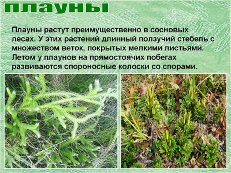 плауны
Плауны растут преимущественно в сосновых
лесах. У этих растений длинный ползучий стебель с
множеством веток, покрытых мелкими листьями.
Летом у плаунов на прямостоячих побегах
развиваются спороносные колоски со спорами.